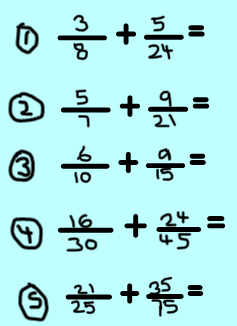 ① 3/8 + 5/24 =
② 5/7 + 9/21 =
③ 6/10 + 9/15 =
④ 16/30 + 24/45 =
⑤ 21/25 + 35/75 =